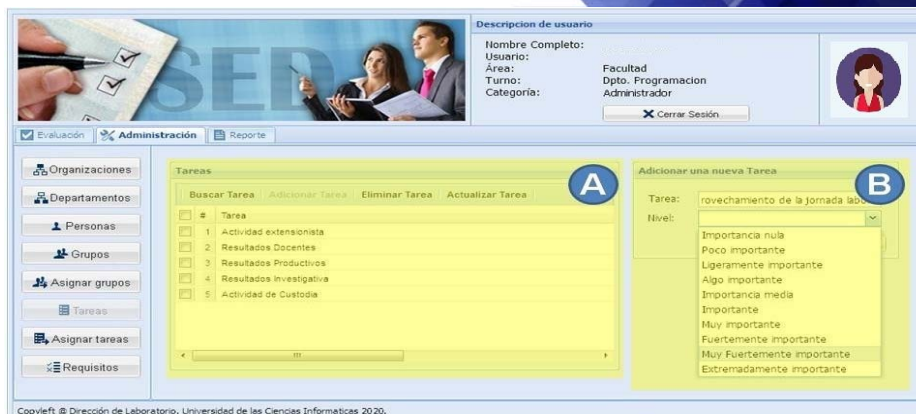 SED
Descripcion de usuario
Nombre Completo:
Usuario:
Área: Facultad
Turno: Dpto. Programacion
Categoría: Administrador
Cerrar Sesión
Evaluación Administración Reporte
Organizaciones
Departamentos
Personas
Grupos
Asignar grupos
Tareas
Asignar tareas
Requisitos
Tareas
A
Buscar Tarea Adicionar Tarea Eliminar Tarea Actualizar Tarea
# Tarea
1 Actividad extensionista
2 Resultados Docentes
3 Resultados Productivos
4 Resultados Investigativa
5 Actividad de Custodia
Adicionar una nueva Tarea
B
Tarea: rovechamiento de la jornada labo
Nivel:
Importancia nula
Poco importante
Ligeramente importante
Algo importante
Importancia media
Importante
Muy importante
Fuertemente importante
Muy Fuertemente importante
Extremadamente importante
Copyleft @ Dirección de Laboratorio. Universidad de las Ciencias Informaticas 2020.